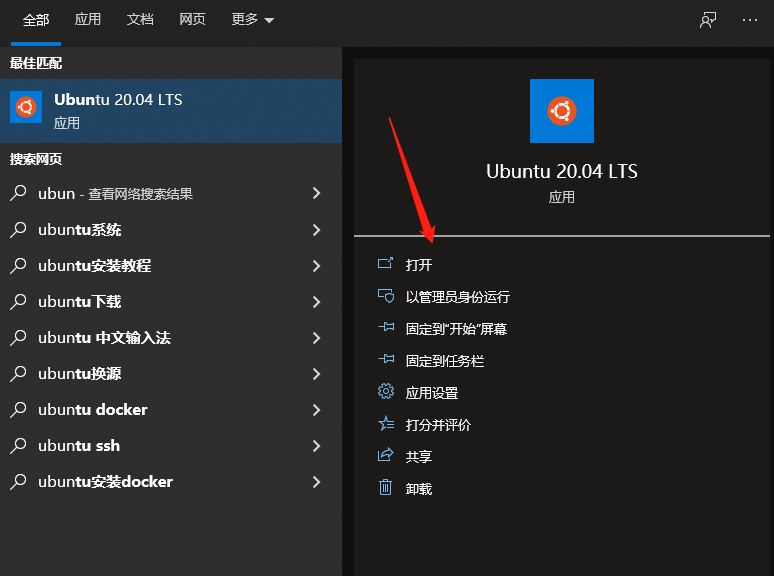 全部 应用 文档 网页 更多
最佳匹配
Ubuntu 20.04 LTS
应用
搜索网页
ubun - 查看网络搜索结果
ubuntu系统
ubuntu安装教程
ubuntu下载
ubuntu 中文输入法
ubuntu换源
ubuntu docker
ubuntu ssh
ubuntu安装docker
Ubuntu 20.04 LTS
应用
打开
以管理员身份运行
固定到"开始"屏幕
固定到任务栏
应用设置
打分并评价
共享
卸载